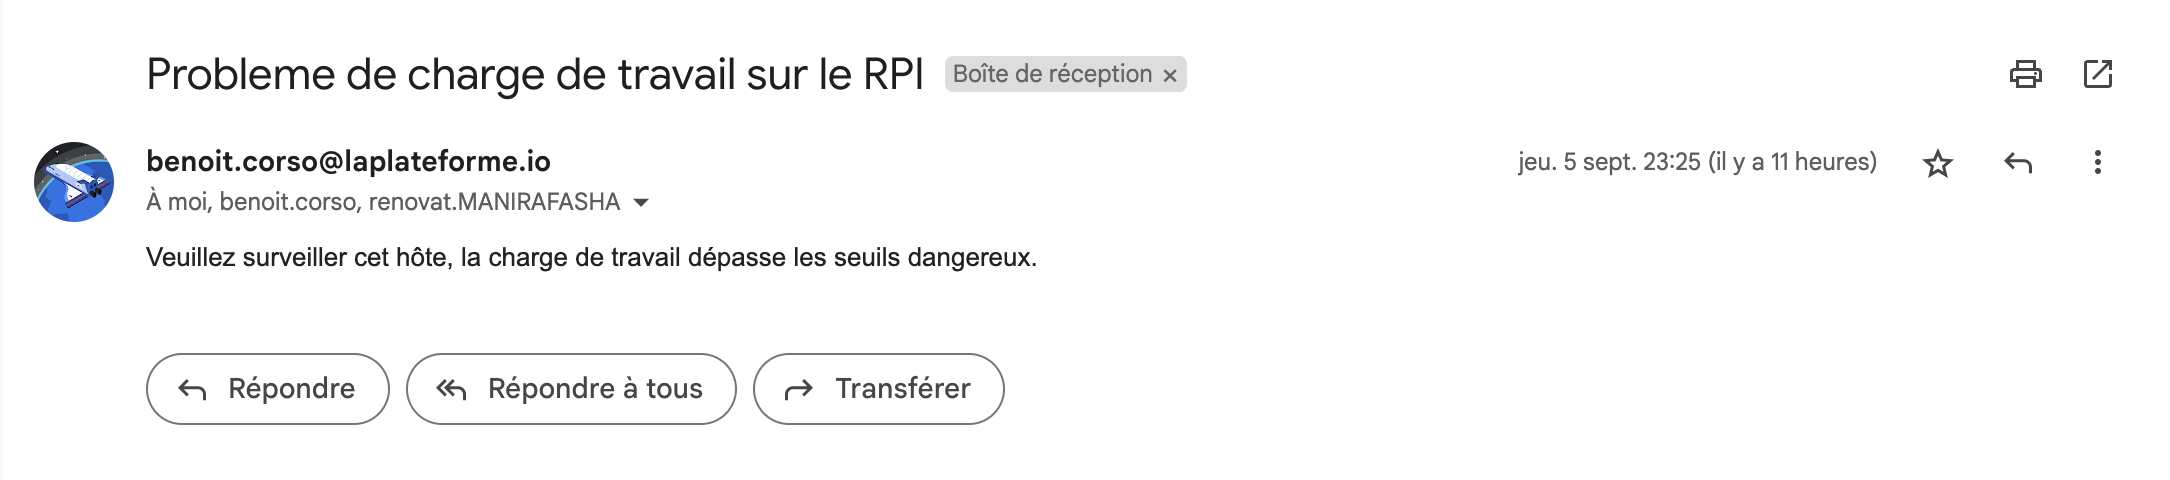 Probleme de charge de travail sur le RPI Boîte de réception ×
benoit.corso@laplateforme.io jeu. 5 sept. 23:25 (il y a 11 heures)
À moi, benoit.corso, renovat.MANIRAFASHA
Veuillez surveiller cet hôte, la charge de travail dépasse les seuils dangereux.
Répondre Répondre à tous Transférer